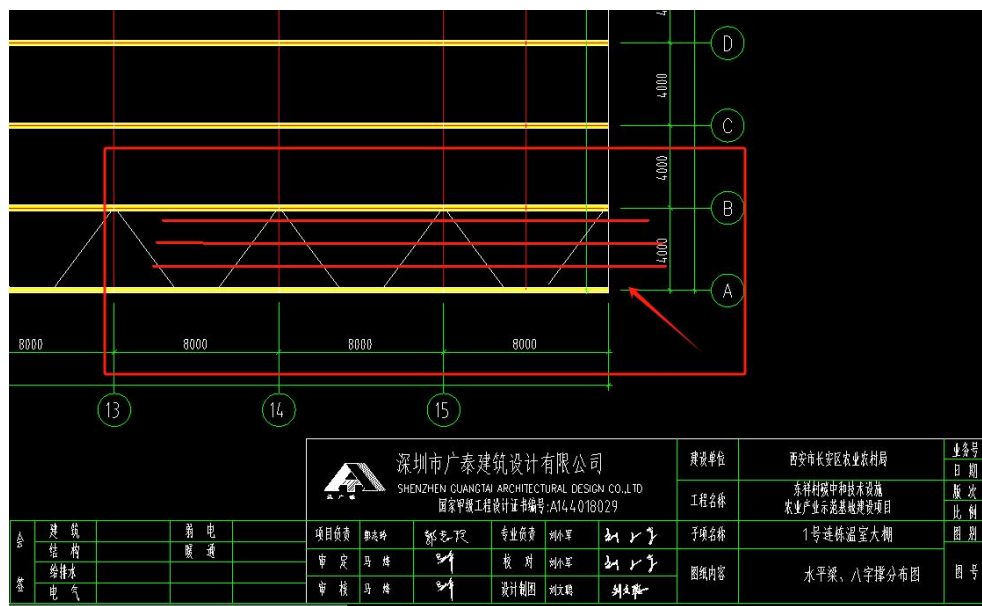 D
4000
C
4000
B
4000
A
8000 8000 8000 8000
13 14 15
深圳市广泰建筑设计有限公司
SHENZHEN GUANGTAI ARCHITECTURAL DESIGN CO.,LTD
国家甲级工程设计证书编号:A144018029
建设单位 西安市长安区农业农村局 业务号
日 期
工程名称 东祥村碳中和技术设施
农业产业示范基地建设项目
版 次
比 例
会 签
建 筑 弱 电
结 构 暖 通
给排水
电 气
项目负责 专业负责 刘小军 子项名称 1号连栋温室大棚 图 别
审 定 马 烽 校 对 刘小军
审 核 马 烽 设计制图 刘文聪
图纸内容 水平梁、八字撑分布图 图 号